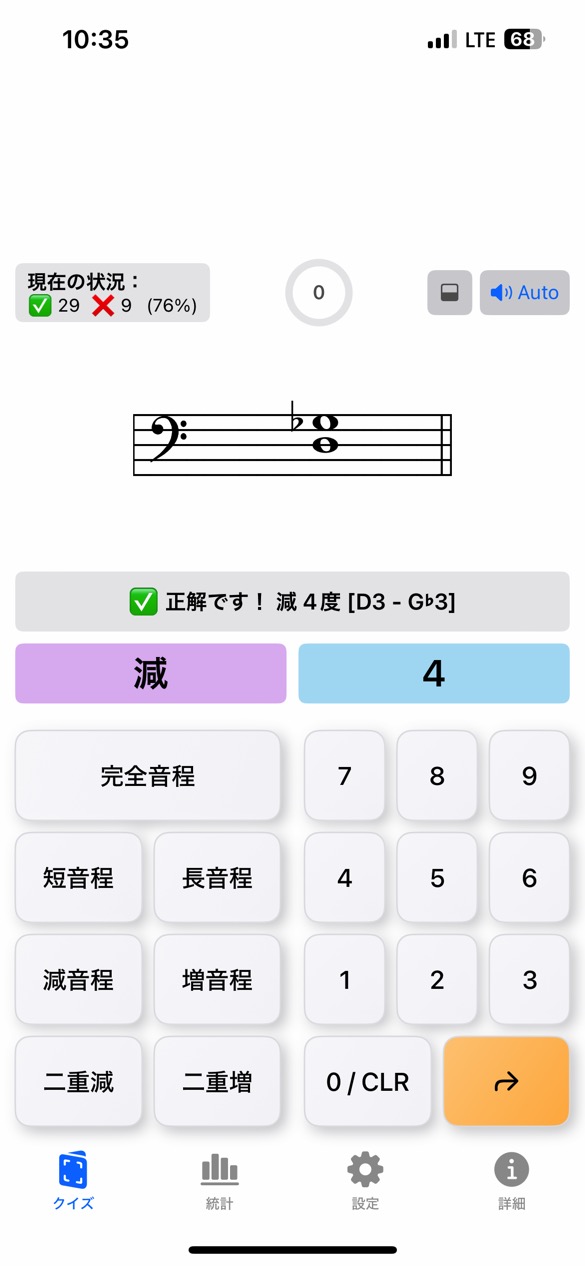 10:35
LTE 68
現在の状況：
✅ 29 ❌ 9 (76%)
0
Auto
✅ 正解です！ 減４度 [D3 - G♭3]
減
4
完全音程
7
8
9
短音程
長音程
4
5
6
減音程
増音程
1
2
3
二重減
二重増
0 / CLR
クイズ
統計
設定
詳細